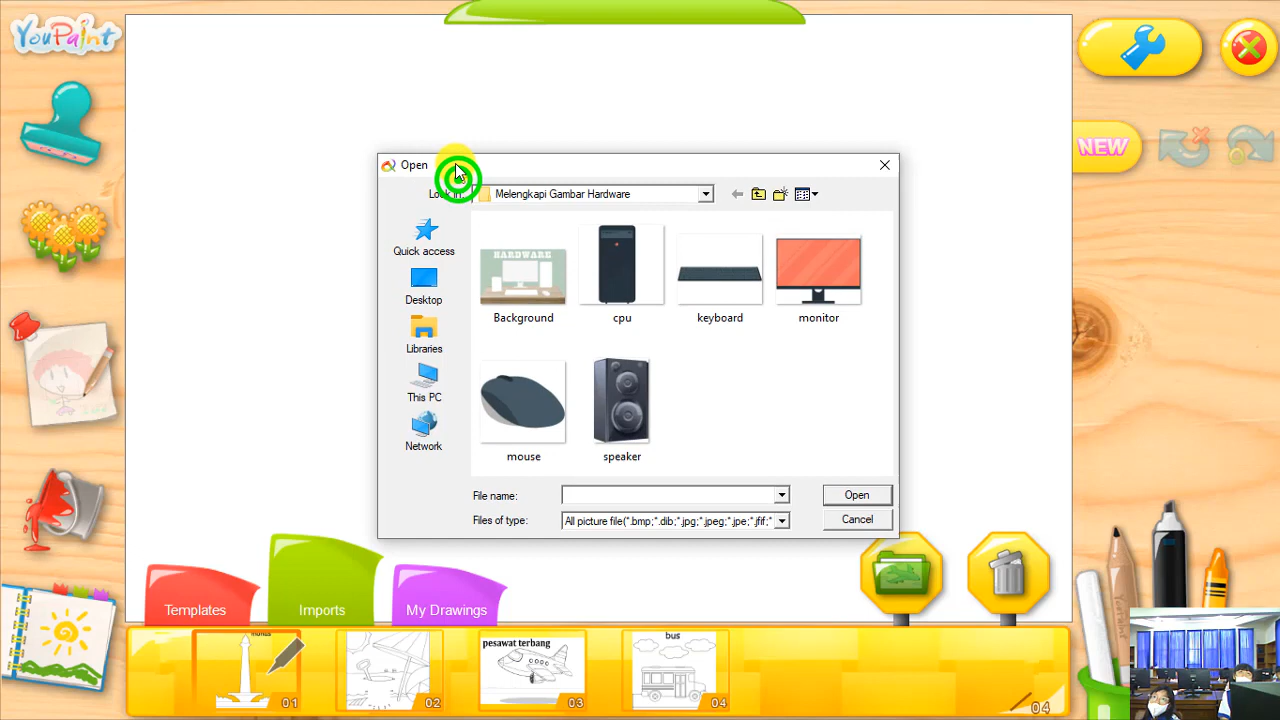 YouPaint
NEW
Open
Look in:
Melengkapi Gambar Hardware
Quick access
Desktop
Libraries
This PC
Network
HARDWARE
Background
cpu
keyboard
monitor
mouse
speaker
File name:
Open
Files of type:
All picture file(*.bmp;*.dib;*.jpg;*.jpeg;*.jpe;*.jfif;*
Cancel
Templates
Imports
My Drawings
monas
01
02
pesawat terbang
03
bus
04
04